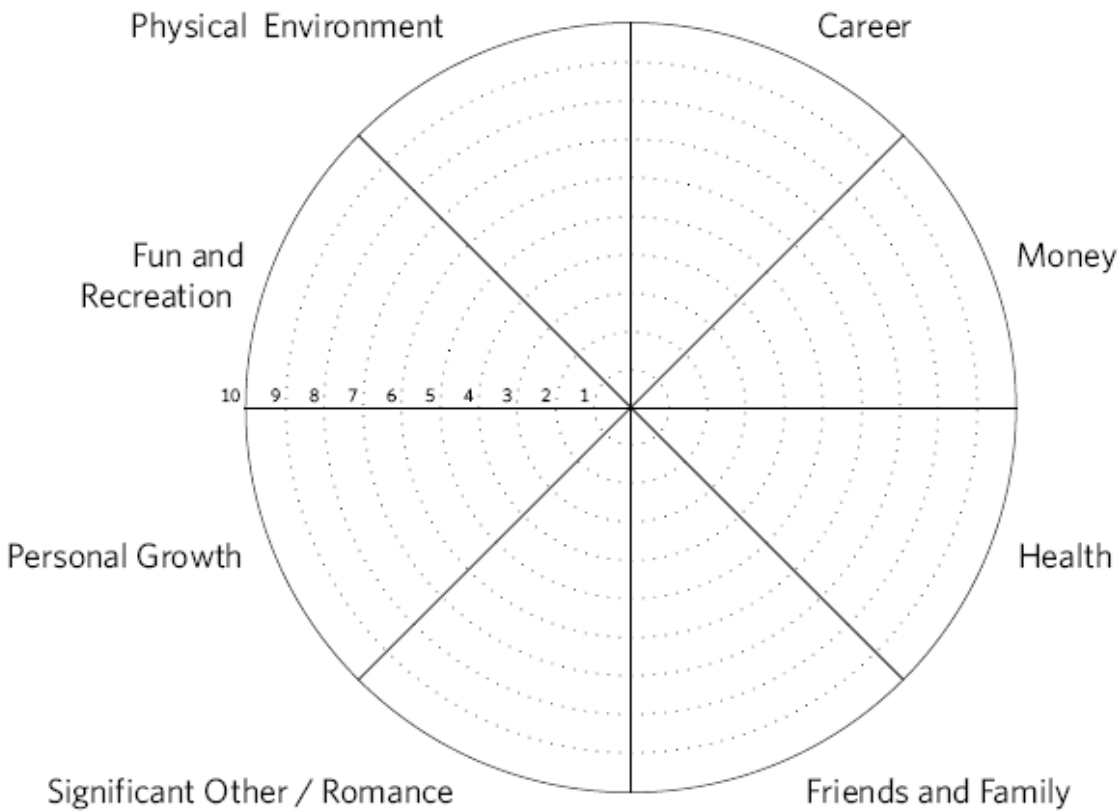 Physical Environment
Career
Fun and
Recreation
Money
10 9 8 7 6 5 4 3 2 1
Personal Growth
Health
Significant Other / Romance
Friends and Family